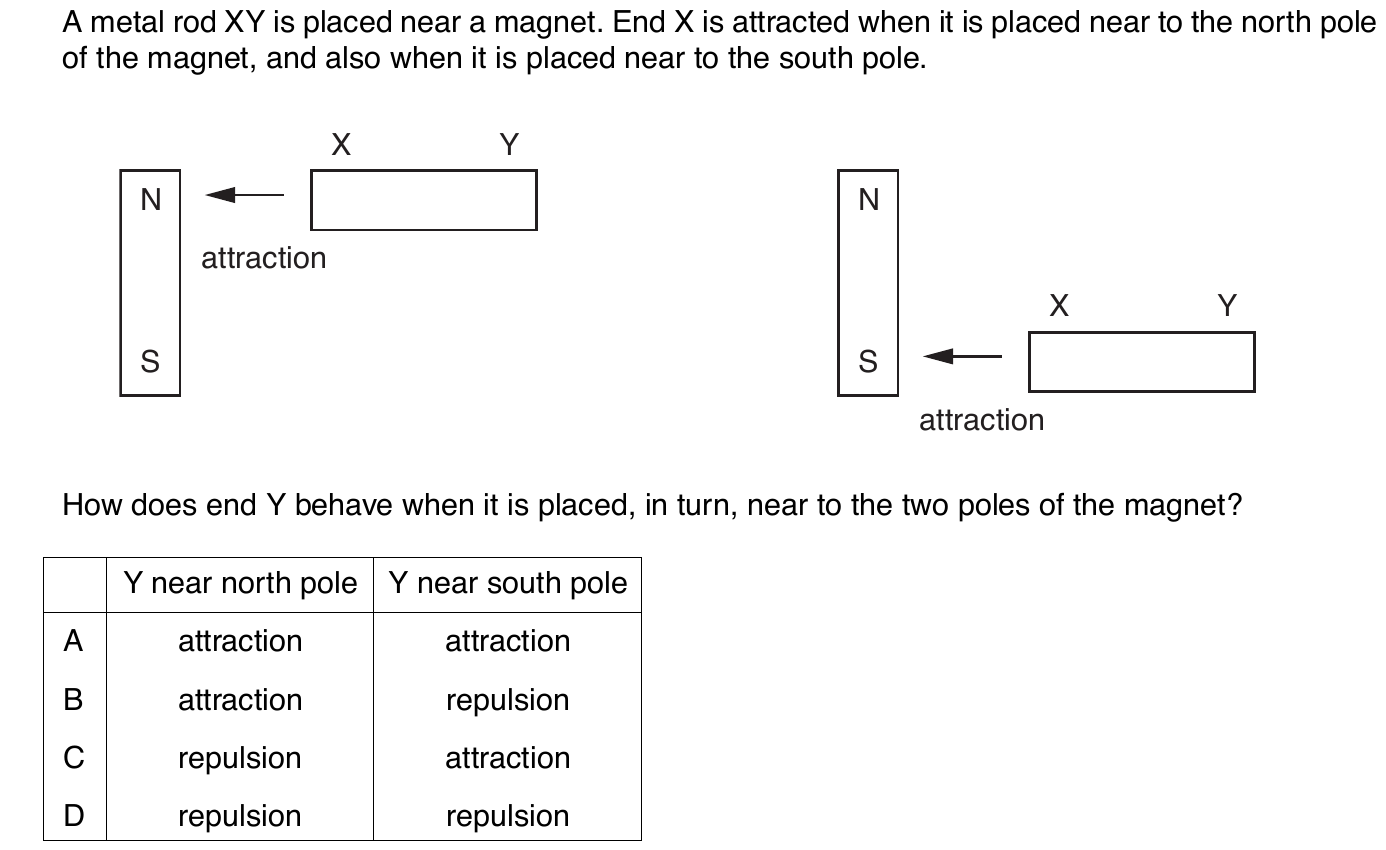 A metal rod XY is placed near a magnet. End X is attracted when it is placed near to the north pole
of the magnet, and also when it is placed near to the south pole.
X Y
N
attraction
S
N
X Y
S
attraction
How does end Y behave when it is placed, in turn, near to the two poles of the magnet?
Y near north pole Y near south pole
A attraction attraction
B attraction repulsion
C repulsion attraction
D repulsion repulsion